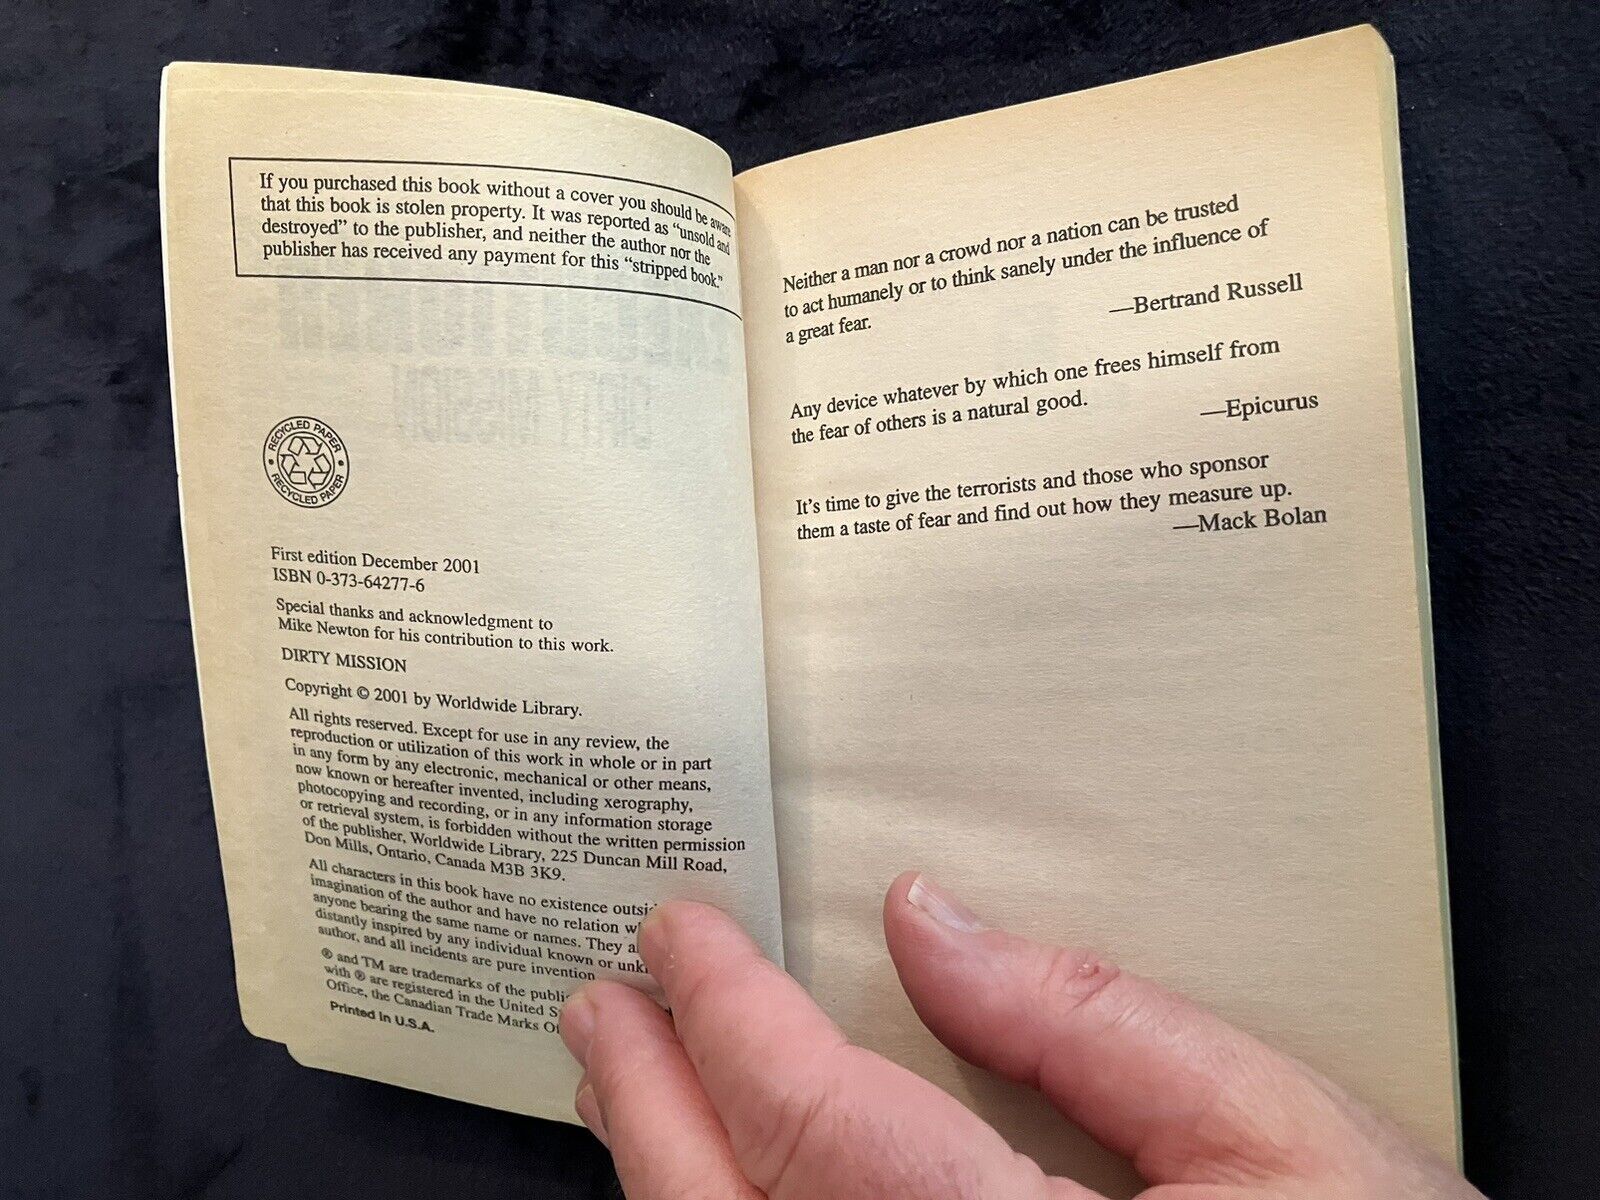 If you purchased this book without a cover you should be aware
that this book is stolen property. It was reported as “unsold and
destroyed” to the publisher, and neither the author nor the
publisher has received any payment for this “stripped book.”
RECYCLED PAPER
RECYCLED PAPER
First edition December 2001
ISBN 0-373-64277-6
Special thanks and acknowledgment to
Mike Newton for his contribution to this work.
DIRTY MISSION
Copyright © 2001 by Worldwide Library.
All rights reserved. Except for use in any review, the
reproduction or utilization of this work in whole or in part
in any form by any electronic, mechanical or other means,
now known or hereafter invented, including xerography,
photocopying and recording, or in any information storage
or retrieval system, is forbidden without the written permission
of the publisher, Worldwide Library, 225 Duncan Mill Road,
Don Mills, Ontario, Canada M3B 3K9.
All characters in this book have no existence outsi
imagination of the author and have no relation
anyone bearing the same name or names. They
distantly inspired by any individual known or
author, and all incidents are pure invention
® and TM are trademarks of the
with ® are registered in the United
Office, the Canadian Trade Marks
Printed in U.S.A.
Neither a man nor a crowd nor a nation can be trusted
to act humanely or to think sanely under the influence of
a great fear.
—Bertrand Russell
Any device whatever by which one frees himself from
the fear of others is a natural good.
—Epicurus
It's time to give the terrorists and those who sponsor
them a taste of fear and find out how they measure up.
—Mack Bolan